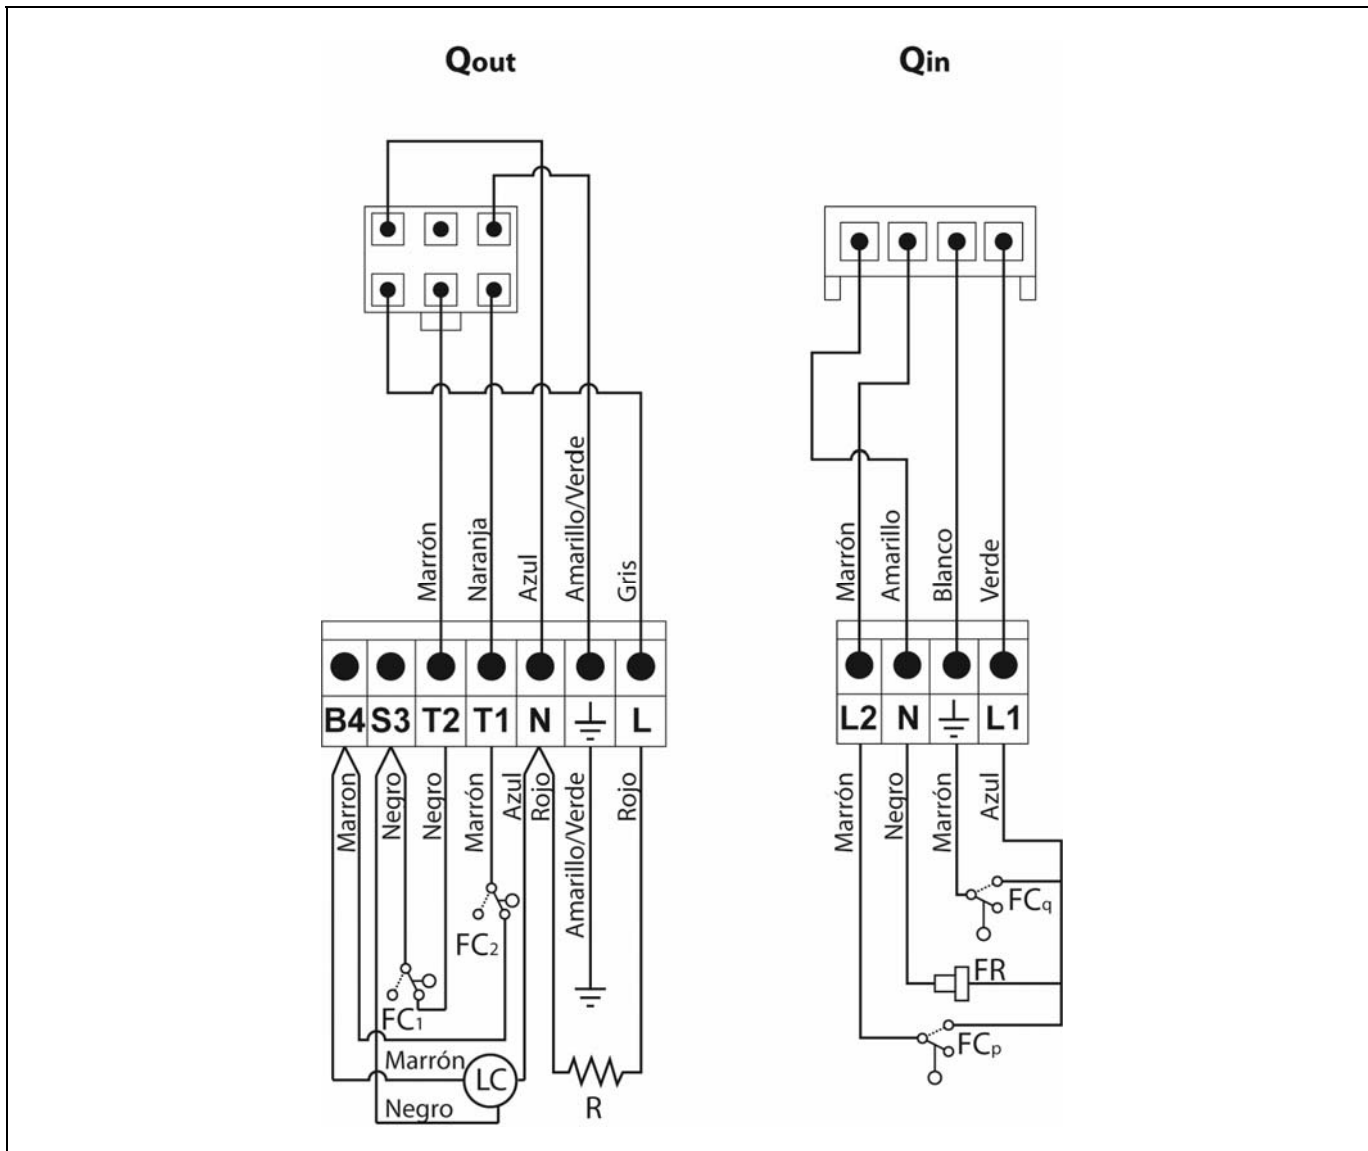 Qout
Qin
Marrón
Naranja
Azul
Amarillo/Verde
Gris
Marrón
Amarillo
Blanco
Verde
B4 S3 T2 T1 N L
L2 N L1
Marron
Negro
Negro
Marrón
Azul
Rojo
Amarillo/Verde
Rojo
Marrón
Negro
Marrón
Azul
FCq
FC2
FR
FC1
FCp
Marrón
LC
Negro
R